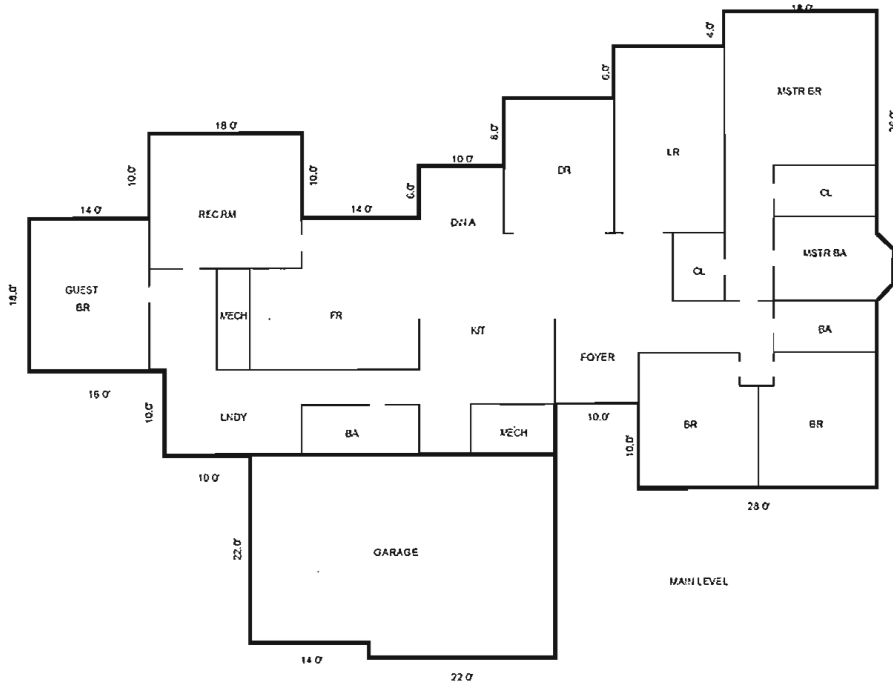 18.0'
4.0'
MSTR BR
26.0'
6.0'
8.0'
LR
18.0'
10.0'
10.0'
10.0'
DR
6.0'
CL
14.0'
REC RM
14.0'
DIN A
MSTR BA
CL
18.0'
GUEST
BR
MECH
FR
KIT
BA
FOYER
16.0'
10.0'
LNDY
BA
MECH
10.0'
10.0'
BR
BR
10.0'
28.0'
22.0'
GARAGE
MAIN LEVEL
14.0'
22.0'